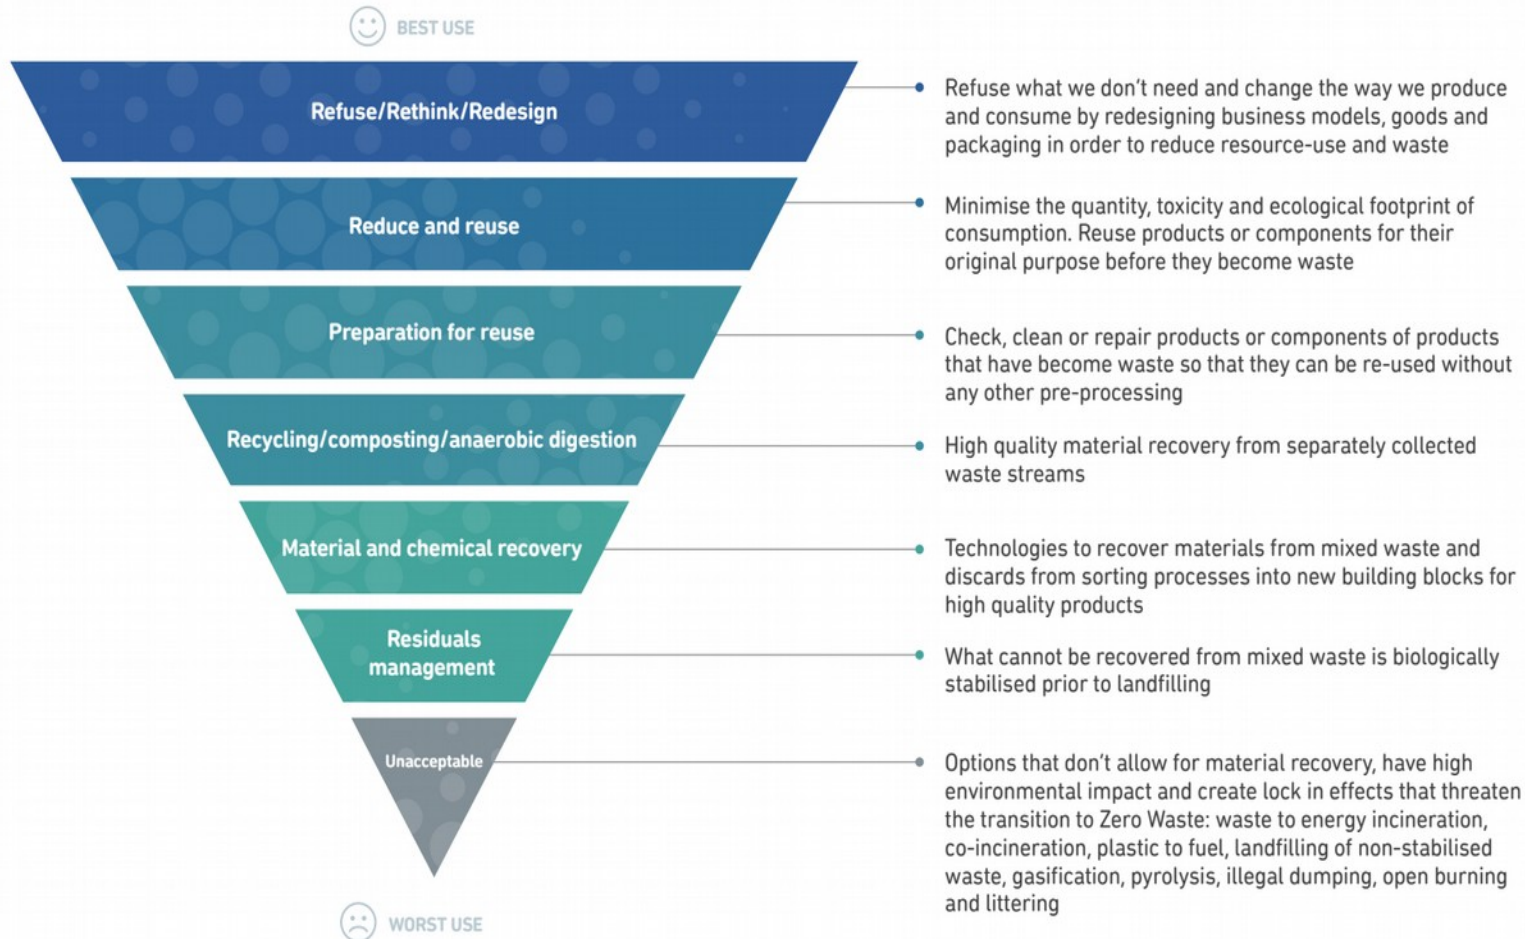 BEST USE
Refuse/Rethink/Redesign
Refuse what we don't need and change the way we produce
and consume by redesigning business models, goods and
packaging in order to reduce resource-use and waste
Reduce and reuse
Minimise the quantity, toxicity and ecological footprint of
consumption. Reuse products or components for their
original purpose before they become waste
Preparation for reuse
Check, clean or repair products or components of products
that have become waste so that they can be re-used without
any other pre-processing
Recycling/composting/anaerobic digestion
High quality material recovery from separately collected
waste streams
Material and chemical recovery
Technologies to recover materials from mixed waste and
discards from sorting processes into new building blocks for
high quality products
Residuals
management
What cannot be recovered from mixed waste is biologically
stabilised prior to landfilling
Unacceptable
Options that don't allow for material recovery, have high
environmental impact and create lock in effects that threaten
the transition to Zero Waste: waste to energy incineration,
co-incineration, plastic to fuel, landfilling of non-stabilised
waste, gasification, pyrolysis, illegal dumping, open burning
and littering
WORST USE